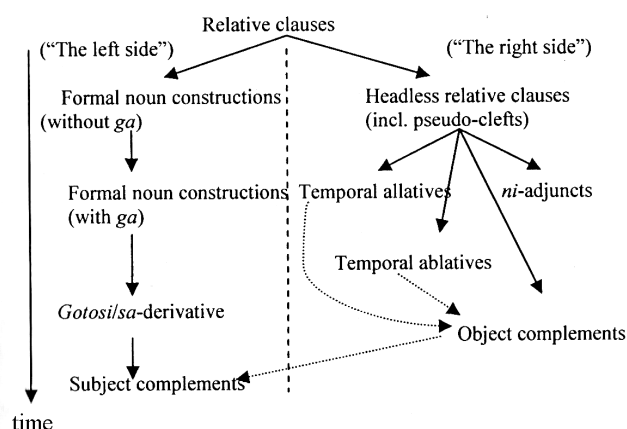 Relative clauses
("The left side")
("The right side")
Formal noun constructions
(without ga)
Headless relative clauses
(incl. pseudo-clefts)
Formal noun constructions
(with ga)
Temporal allatives
ni-adjuncts
Temporal ablatives
Gotosi/sa-derivative
Object complements
Subject complements
time